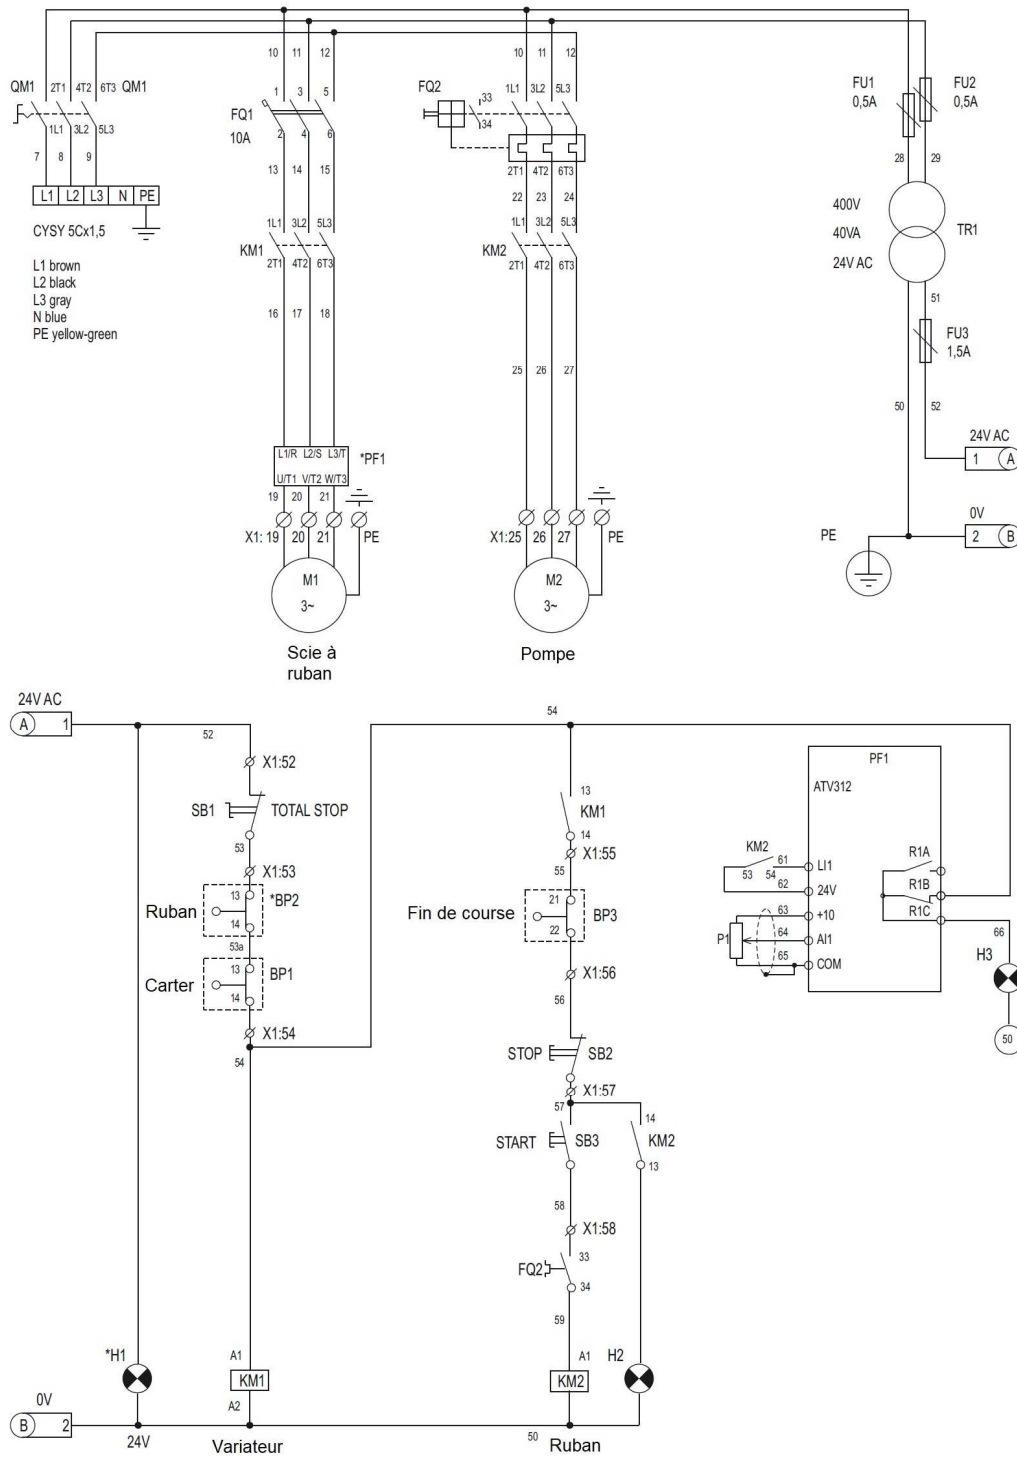 10 11 12
10 11 12
QM1 2T1 4T2 6T3 QM1
1L1 3L2 5L3
7 8 9
L1 L2 L3 N PE
CYSY 5Cx1,5
L1 brown
L2 black
L3 gray
N blue
PE yellow-green
1 3 5
FQ1
10A
2 4 6
13 14 15
1L1 3L2 5L3
KM1
2T1 4T2 6T3
16 17 18
L1/R L2/S L3/T
*PF1
U/T1 V/T2 W/T3
19 20 21
X1: 19 20 21 PE
M1
3~
Scie à
ruban
FQ2
33
34
1L1 3L2 5L3
2T1 4T2 6T3
22 23 24
1L1 3L2 5L3
KM2
2T1 4T2 6T3
25 26 27
X1:25 26 27 PE
M2
3~
Pompe
FU1
0,5A
FU2
0,5A
28 29
400V
40VA
24V AC
TR1
51
FU3
1,5A
50 52
24V AC
1 A
0V
2 B
PE
24V AC
A 1
52
X1:52
SB1 TOTAL STOP
53
X1:53
Ruban
13
14
*BP2
53a
Carter
13
14
BP1
X1:54
54
*H1
A1
KM1
A2
0V
B 2
24V
Variateur
54
13
KM1
14
X1:55
55
Fin de course
21
22
BP3
X1:56
56
STOP SB2
X1:57
57
START SB3
14
KM2
13
58
X1:58
FQ2
33
34
59
A1
KM2
H2
50
Ruban
PF1
ATV312
KM2
53 54
61
LI1
62
24V
63
+10
P1
64
AI1
65
COM
R1A
R1B
R1C
66
H3
50